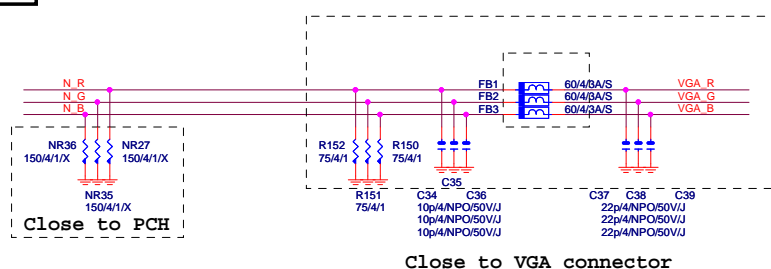 N_R FB1 60/4/3A/S VGA_R
N_G FB2 60/4/3A/S VGA_G
N_B FB3 60/4/3A/S VGA_B
NR36 NR27 R152 R150
150/4/1/X 150/4/1/X 75/4/1 75/4/1
C35
NR35 R151 C34 C36 C37 C38 C39
150/4/1/X 75/4/1 10p/4/NPO/50V/J 22p/4/NPO/50V/J
10p/4/NPO/50V/J 22p/4/NPO/50V/J
10p/4/NPO/50V/J 22p/4/NPO/50V/J
Close to PCH
Close to VGA connector